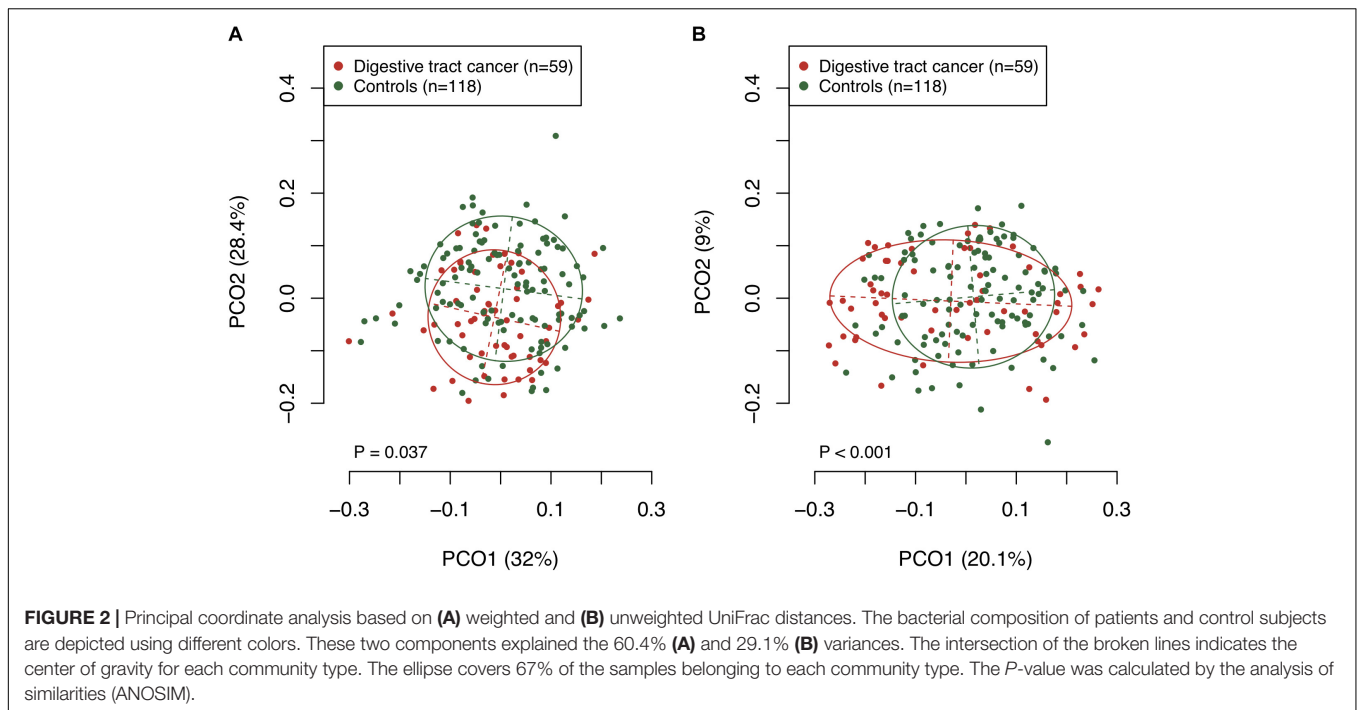 A
Digestive tract cancer (n=59)
Controls (n=118)
0.4
0.2
0.0
−0.2
PCO2 (28.4%)
P = 0.037
−0.3
−0.1
0.1
0.3
PCO1 (32%)
B
Digestive tract cancer (n=59)
Controls (n=118)
0.4
0.2
0.0
−0.2
PCO2 (9%)
P < 0.001
−0.3
−0.1
0.1
0.3
PCO1 (20.1%)
FIGURE 2 | Principal coordinate analysis based on (A) weighted and (B) unweighted UniFrac distances. The bacterial composition of patients and control subjects
are depicted using different colors. These two components explained the 60.4% (A) and 29.1% (B) variances. The intersection of the broken lines indicates the
center of gravity for each community type. The ellipse covers 67% of the samples belonging to each community type. The P-value was calculated by the analysis of
similarities (ANOSIM).